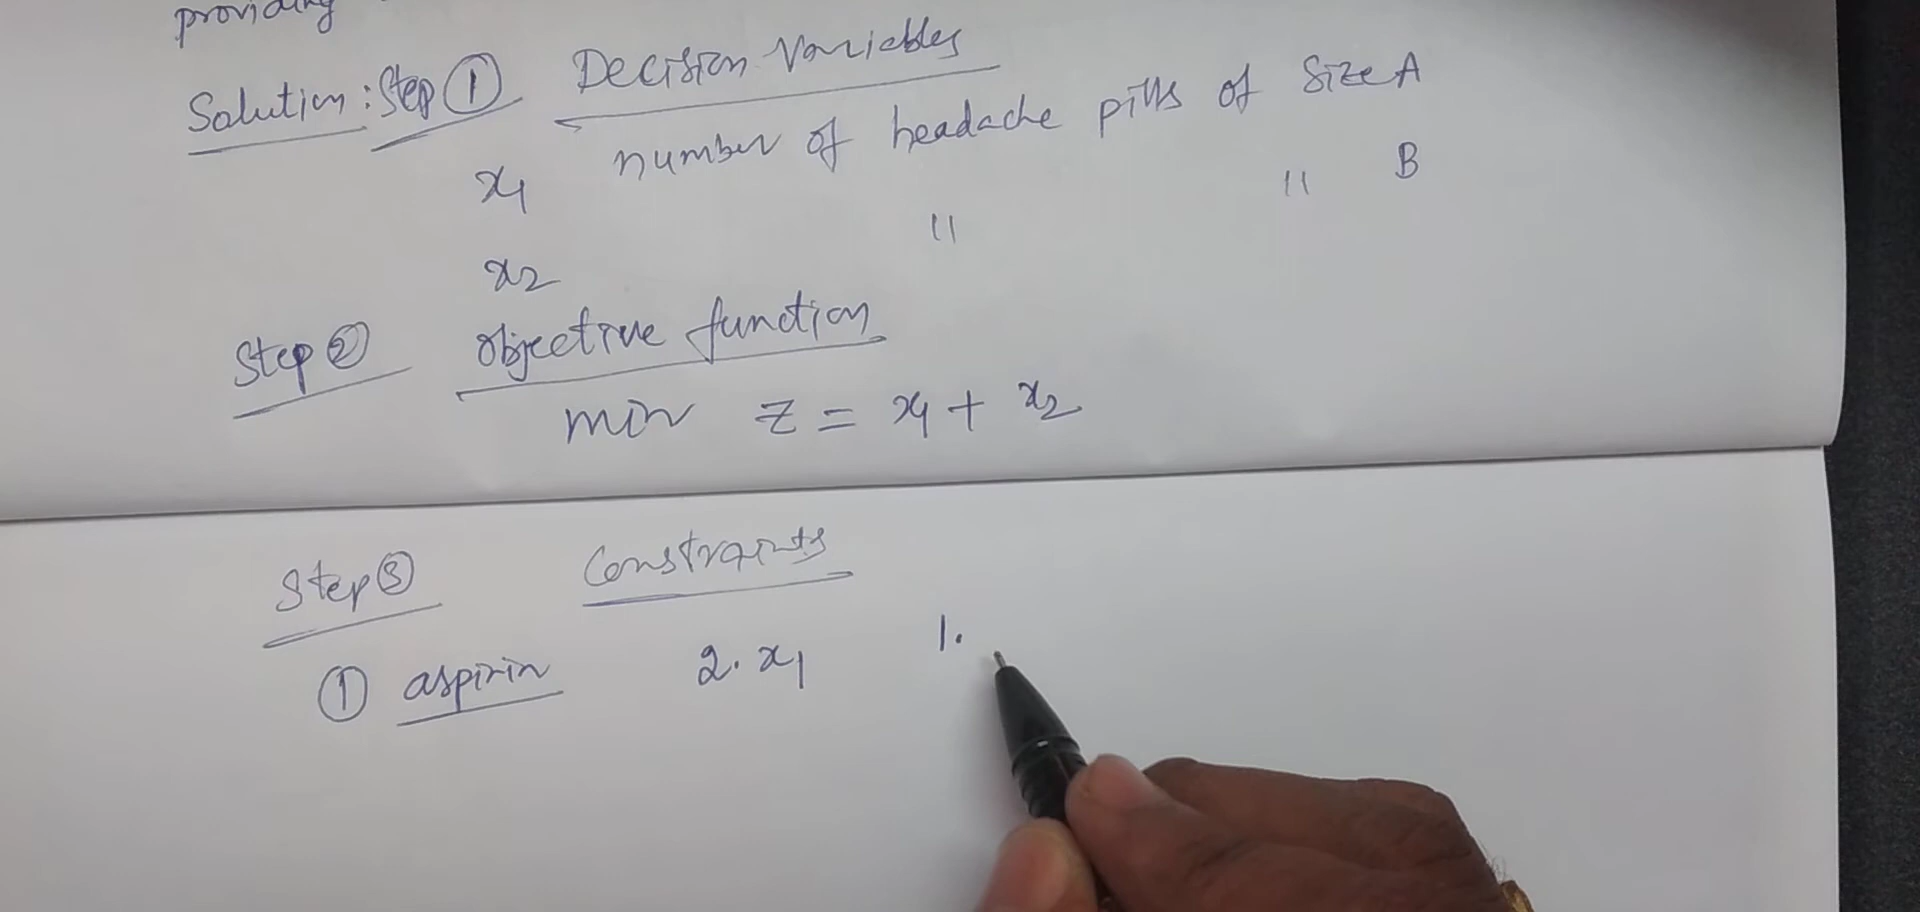 providing
Solution: Step ① Decision Variables
x1 number of headache pills of Size A
x2 " " B
Step ② objective function
min z = x1 + x2
Step ③ Constraints
① aspirin 2. x1 1.